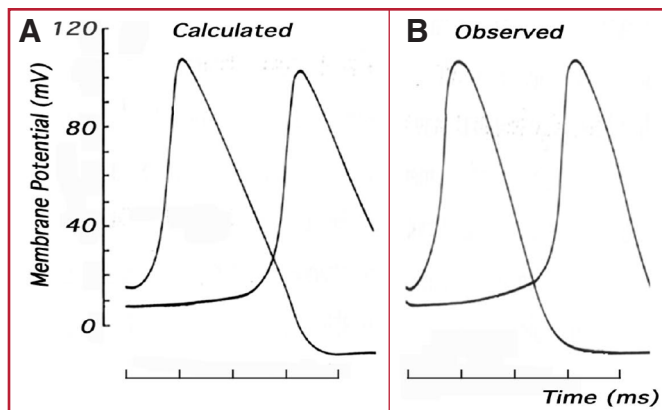 A
Calculated
B
Observed
Membrane Potential (mV)
120
80
40
0
Time (ms)